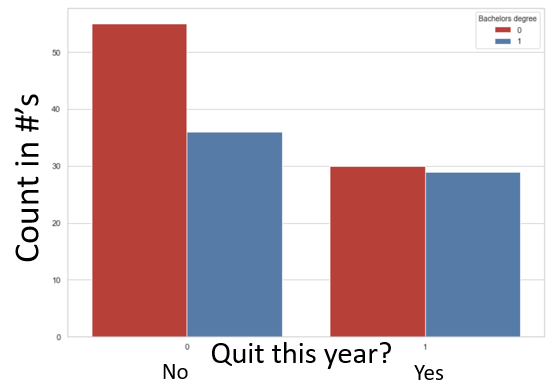 Bachelors degree
0
1
50
40
30
20
10
0
Count in #'s
0 1
Quit this year?
No Yes